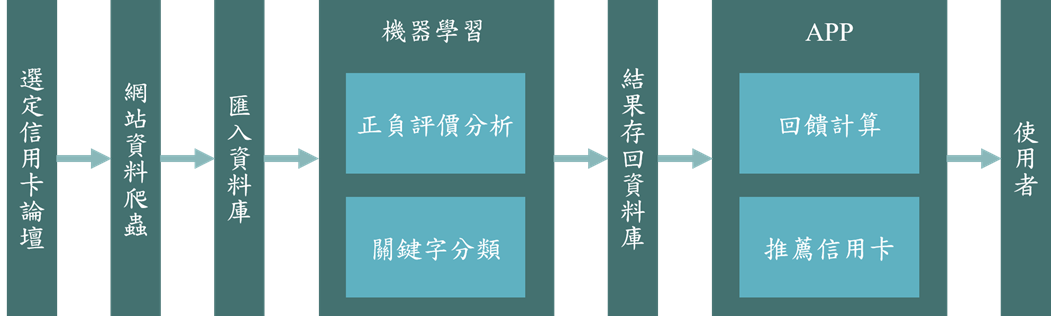 選定信用卡論壇
網站資料爬蟲
匯入資料庫
機器學習
正負評價分析
關鍵字分類
結果存回資料庫
APP
回饋計算
推薦信用卡
使用者